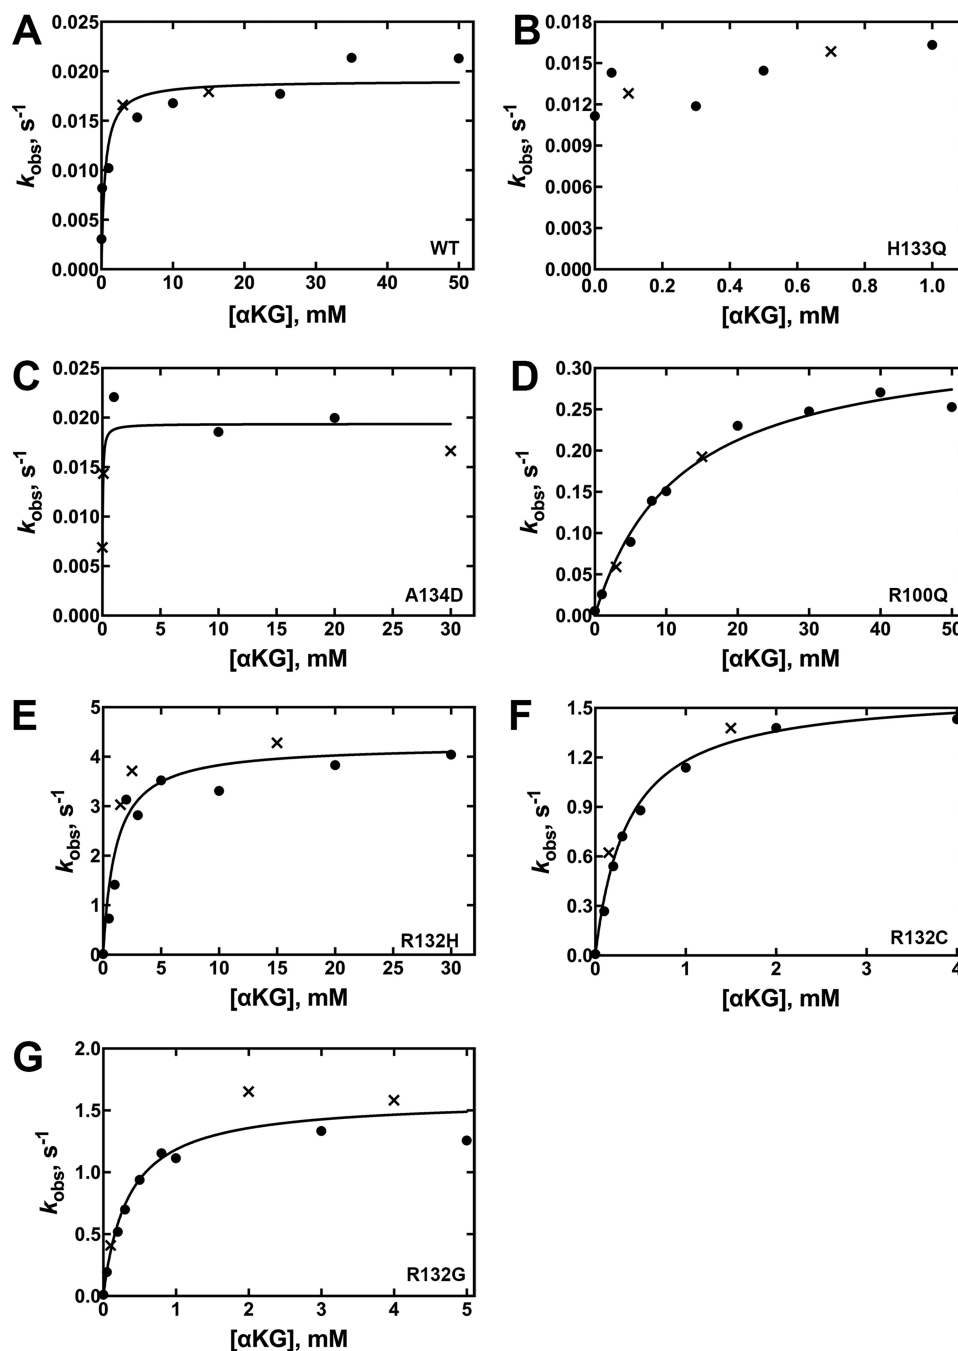 A
k_obs, s⁻¹
0.025
0.020
0.015
0.010
0.005
0.000
WT
0 10 20 30 40 50
[αKG], mM
B
k_obs, s⁻¹
0.018
0.015
0.012
0.009
0.006
0.003
0.000
H133Q
0.0 0.2 0.4 0.6 0.8 1.0
[αKG], mM
C
k_obs, s⁻¹
0.025
0.020
0.015
0.010
0.005
0.000
A134D
0 5 10 15 20 25 30
[αKG], mM
D
k_obs, s⁻¹
0.30
0.25
0.20
0.15
0.10
0.05
0.00
R100Q
0 10 20 30 40 50
[αKG], mM
E
k_obs, s⁻¹
5
4
3
2
1
0
R132H
0 5 10 15 20 25 30
[αKG], mM
F
k_obs, s⁻¹
1.5
1.2
0.9
0.6
0.3
0.0
R132C
0 1 2 3 4
[αKG], mM
G
k_obs, s⁻¹
2.0
1.5
1.0
0.5
0.0
R132G
0 1 2 3 4 5
[αKG], mM